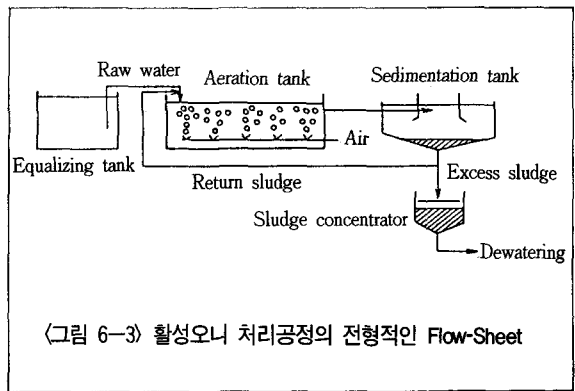 Raw water
Aeration tank
Sedimentation tank
Air
Equalizing tank
Return sludge
Excess sludge
Sludge concentrator
Dewatering
〈그림 6-3〉 활성오니 처리공정의 전형적인 Flow-Sheet